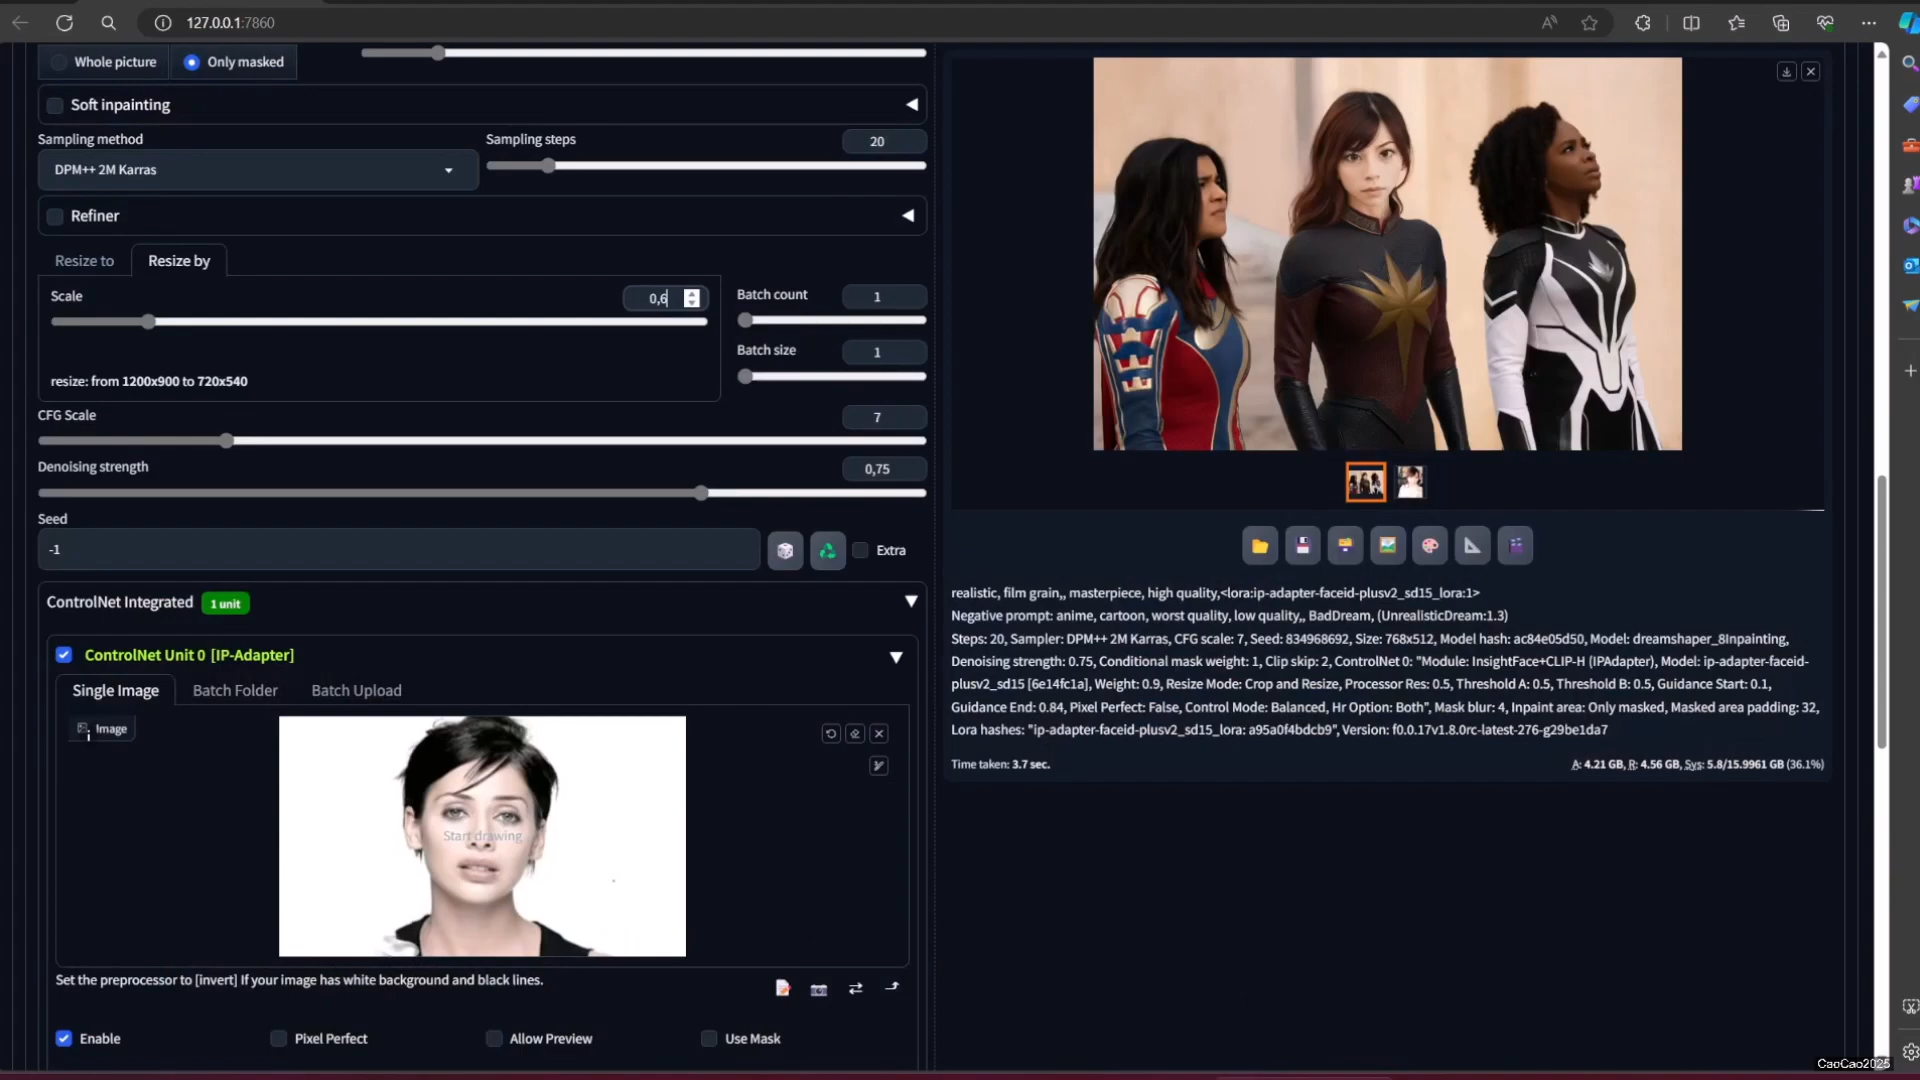 127.0.0.1:7860
Whole picture
Only masked
Soft inpainting
Sampling method
Sampling steps
20
DPM++ 2M Karras
Refiner
Resize to
Resize by
Scale
0,6
Batch count
1
Batch size
1
resize: from 1200x900 to 720x540
CFG Scale
7
Denoising strength
0,75
Seed
-1
Extra
ControlNet Integrated
1 unit
ControlNet Unit 0 [IP-Adapter]
Single Image
Batch Folder
Batch Upload
Image
Start drawing
Set the preprocessor to [invert] If your image has white background and black lines.
Enable
Pixel Perfect
Allow Preview
Use Mask
realistic, film grain,, masterpiece, high quality,<lora:ip-adapter-faceid-plusv2_sd15_lora:1>
Negative prompt: anime, cartoon, worst quality, low quality,, BadDream, (UnrealisticDream:1.3)
Steps: 20, Sampler: DPM++ 2M Karras, CFG scale: 7, Seed: 834968692, Size: 768x512, Model hash: ac84e05d50, Model: dreamshaper_8Inpainting,
Denoising strength: 0.75, Conditional mask weight: 1, Clip skip: 2, ControlNet 0: "Module: InsightFace+CLIP-H (IPAdapter), Model: ip-adapter-faceid-
plusv2_sd15 [6e14fc1a], Weight: 0.9, Resize Mode: Crop and Resize, Processor Res: 0.5, Threshold A: 0.5, Threshold B: 0.5, Guidance Start: 0.1,
Guidance End: 0.84, Pixel Perfect: False, Control Mode: Balanced, Hr Option: Both", Mask blur: 4, Inpaint area: Only masked, Masked area padding: 32,
Lora hashes: "ip-adapter-faceid-plusv2_sd15_lora: a95a0f4bdcb9", Version: f0.0.17v1.8.0rc-latest-276-g29be1da7
Time taken: 3.7 sec.
A: 4.21 GB, R: 4.56 GB, Sys: 5.8/15.9961 GB (36.1%)
CaoCao2025